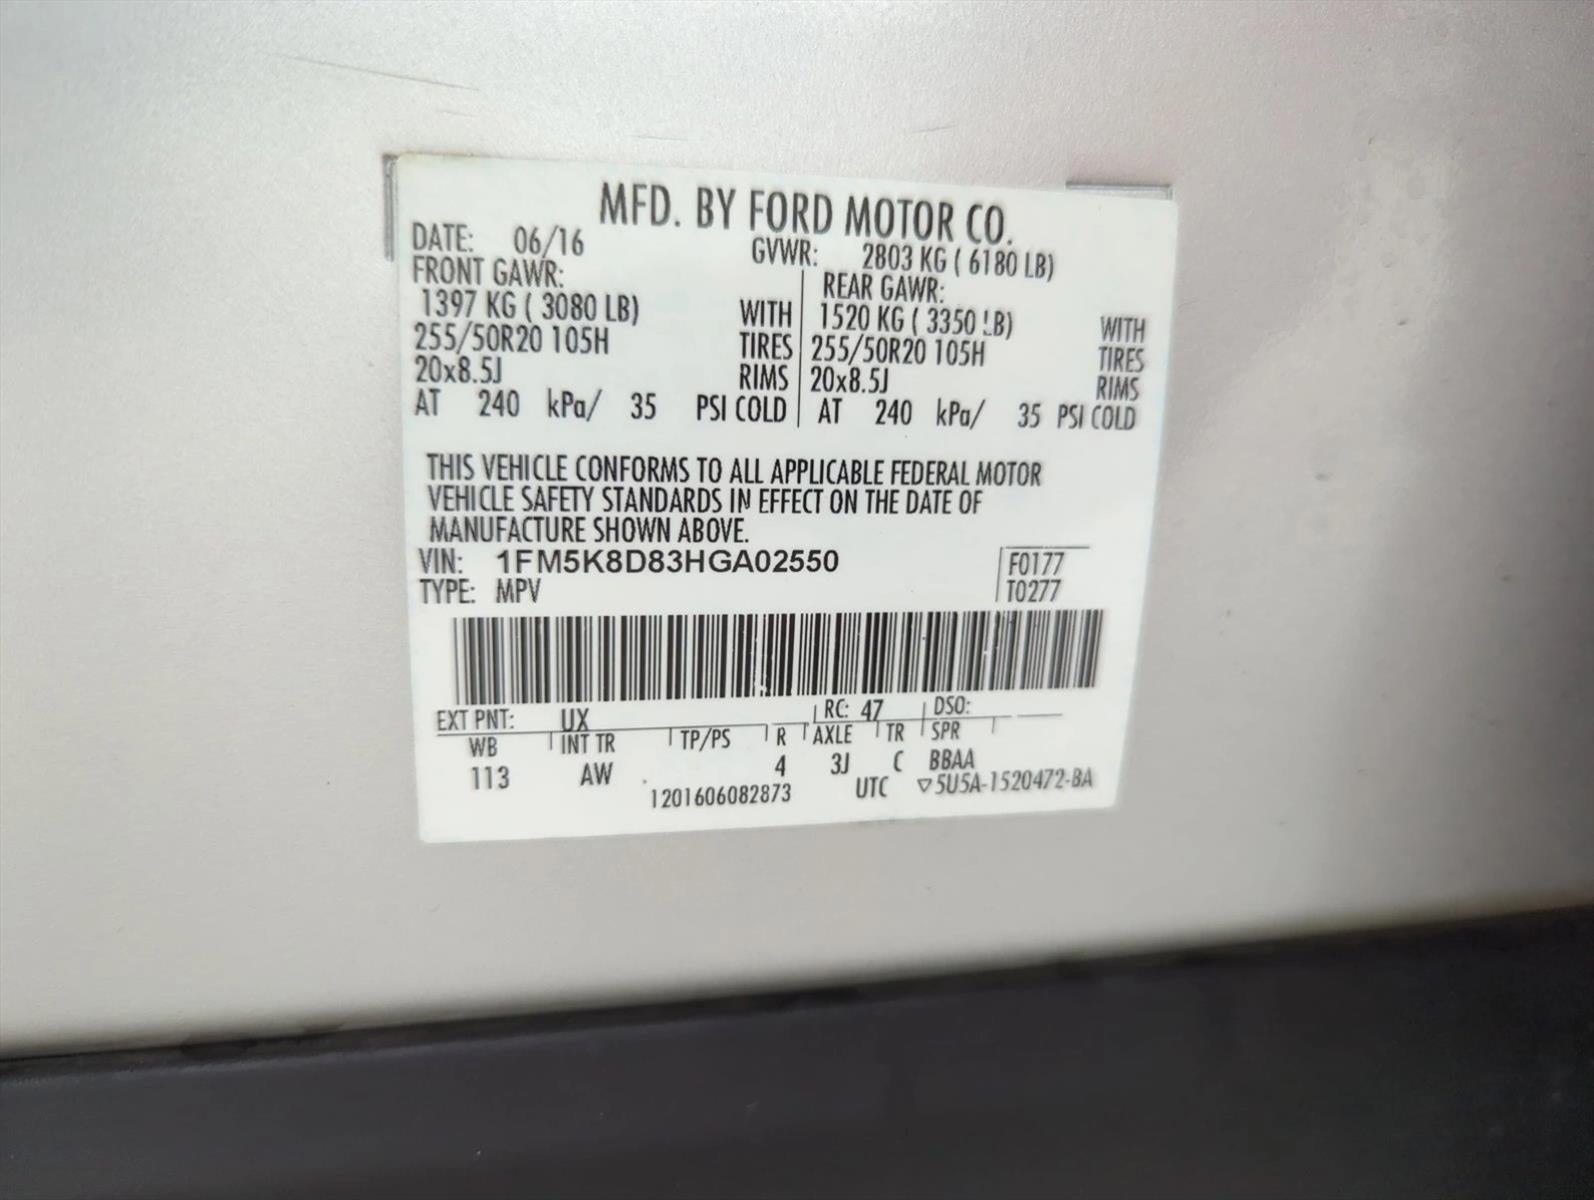 MFD. BY FORD MOTOR CO.
DATE: 06/16 GVWR: 2803 KG ( 6180 LB)
FRONT GAWR: REAR GAWR:
1397 KG ( 3080 LB) WITH 1520 KG ( 3350 LB) WITH
255/50R20 105H TIRES 255/50R20 105H TIRES
20x8.5J RIMS 20x8.5J RIMS
AT 240 kPa/ 35 PSI COLD AT 240 kPa/ 35 PSI COLD
THIS VEHICLE CONFORMS TO ALL APPLICABLE FEDERAL MOTOR
VEHICLE SAFETY STANDARDS IN EFFECT ON THE DATE OF
MANUFACTURE SHOWN ABOVE.
VIN: 1FM5K8D83HGA02550 F0177
TYPE: MPV T0277
EXT PNT: UX RC: 47 DSO:
WB INT TR TP/PS R AXLE TR SPR
113 AW 4 3J C BBAA
1201606082873 UTC ▽5U5A-1520472-BA